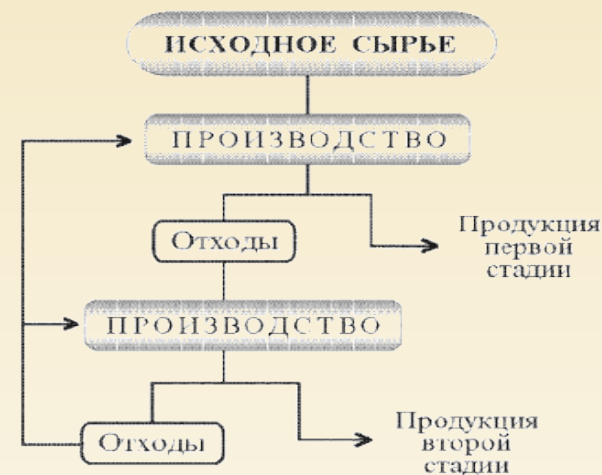 ИСХОДНОЕ СЫРЬЕ
ПРОИЗВОДСТВО
Отходы
Продукция
первой
стадии
ПРОИЗВОДСТВО
Отходы
Продукция
второй
стадии